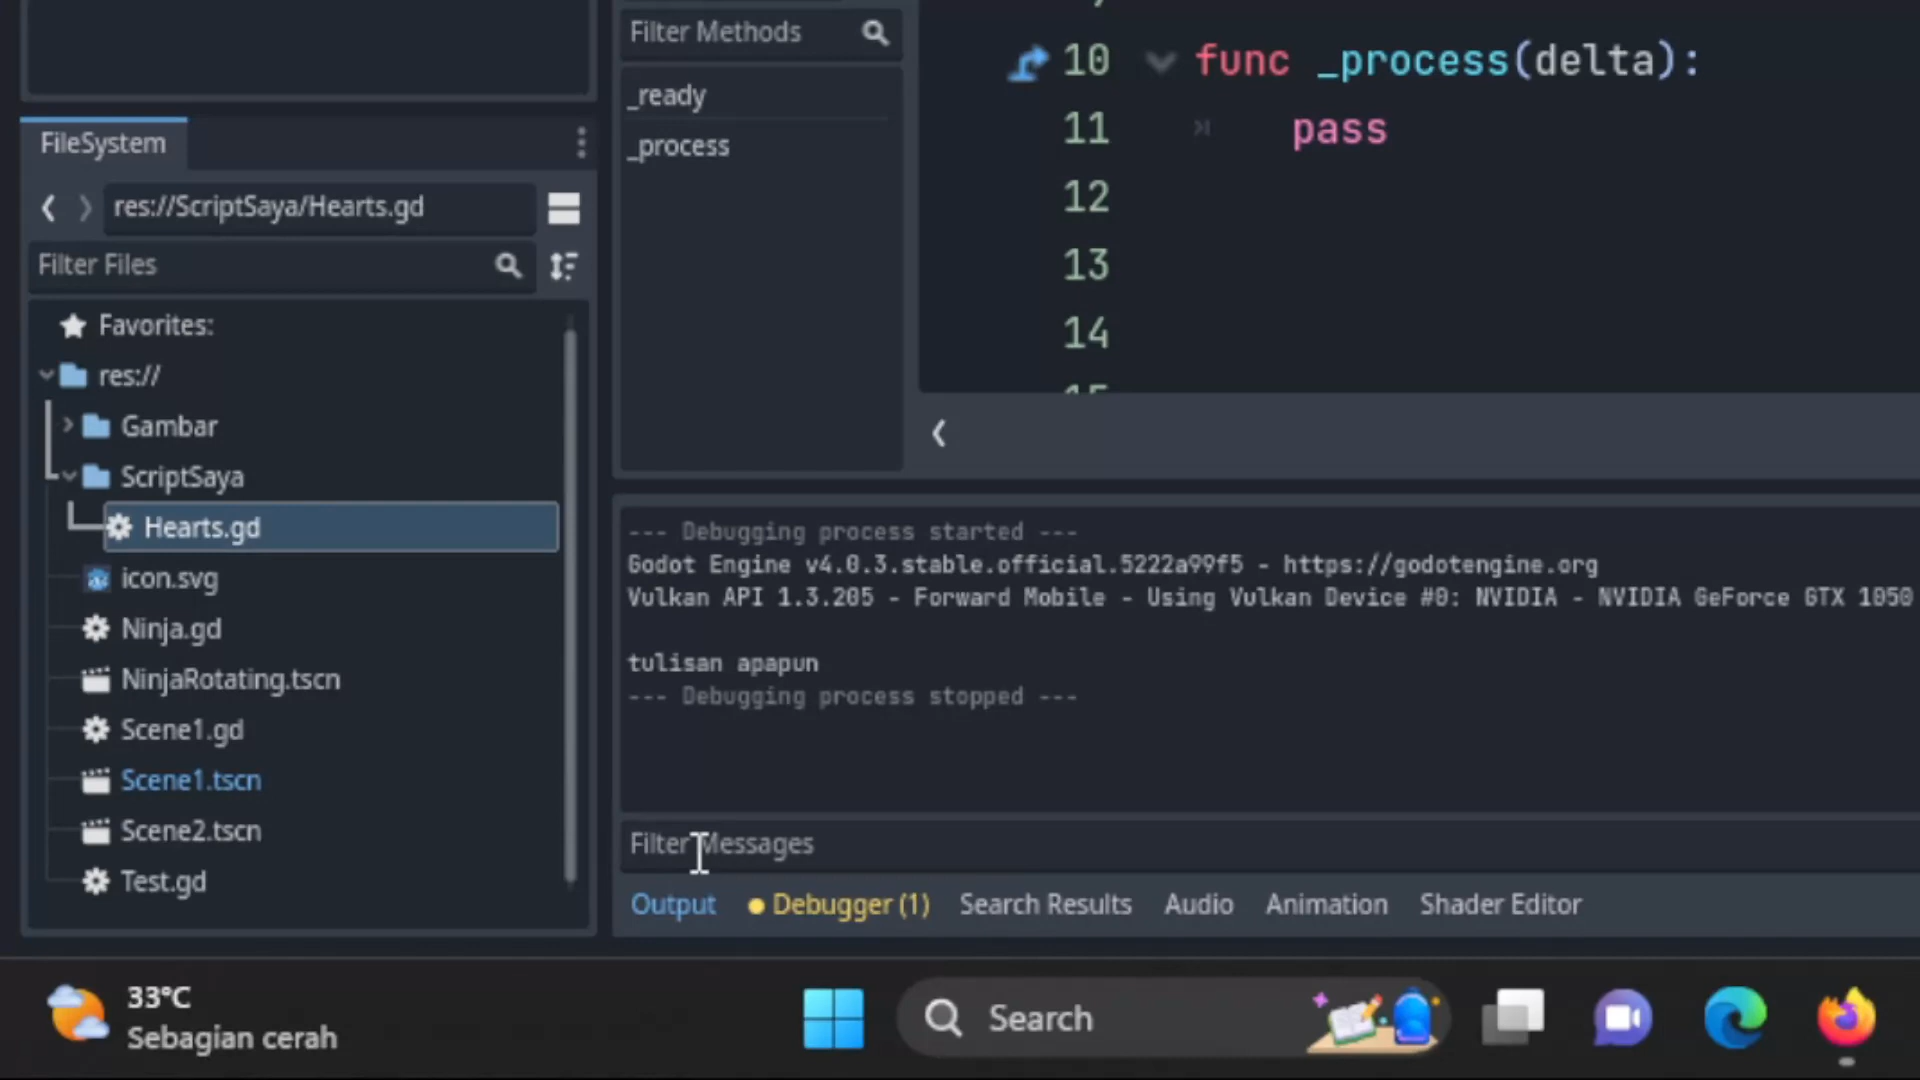 Filter Methods
_ready
_process
10 func _process(delta):
11 pass
12
13
14
FileSystem
res://ScriptSaya/Hearts.gd
Filter Files
Favorites:
res://
Gambar
ScriptSaya
Hearts.gd
icon.svg
Ninja.gd
NinjaRotating.tscn
Scene1.gd
Scene1.tscn
Scene2.tscn
Test.gd
--- Debugging process started ---
Godot Engine v4.0.3.stable.official.5222a99f5 - https://godotengine.org
Vulkan API 1.3.205 - Forward Mobile - Using Vulkan Device #0: NVIDIA - NVIDIA GeForce GTX 1050
tulisan apapun
--- Debugging process stopped ---
Filter Messages
Output Debugger (1) Search Results Audio Animation Shader Editor
33°C
Sebagian cerah
Search